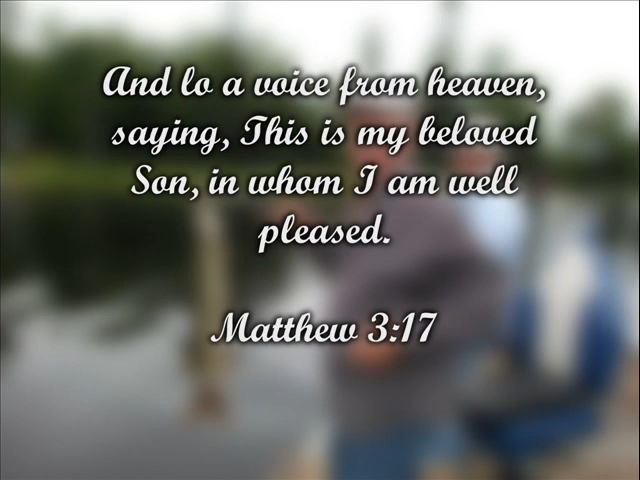 And lo a voice from heaven,
saying, This is my beloved
Son, in whom I am well
pleased.
Matthew 3:17